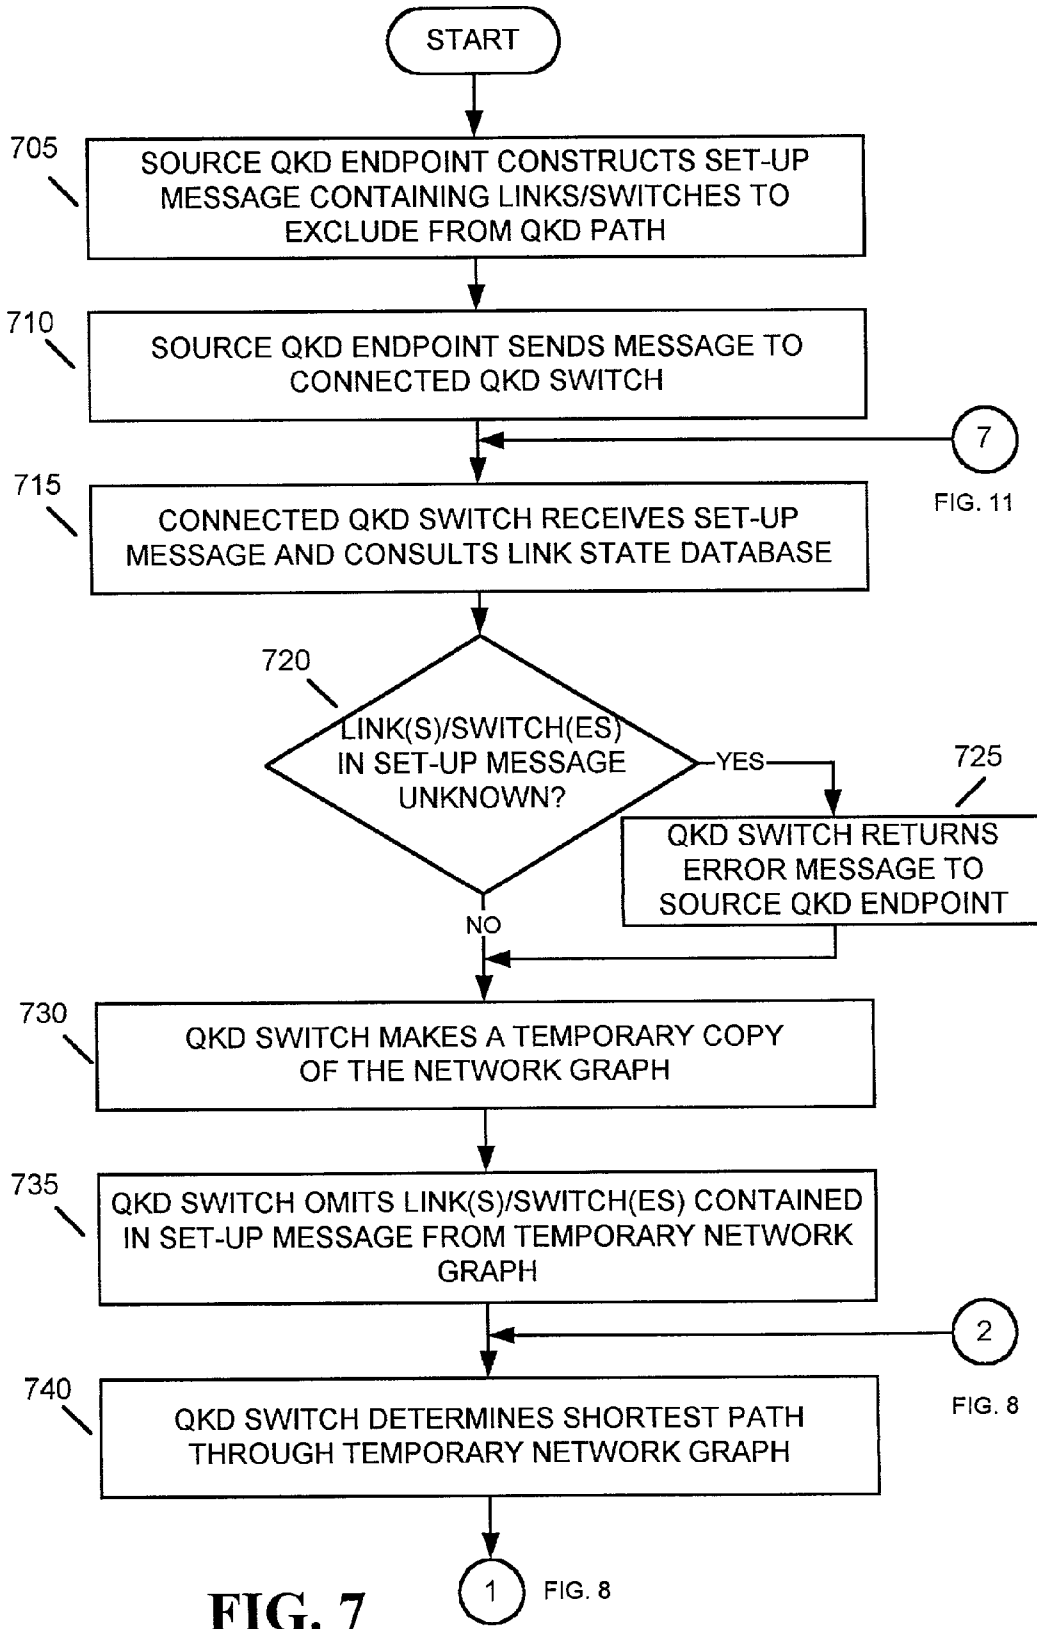 START
705
SOURCE QKD ENDPOINT CONSTRUCTS SET-UP
MESSAGE CONTAINING LINKS/SWITCHES TO
EXCLUDE FROM QKD PATH
710
SOURCE QKD ENDPOINT SENDS MESSAGE TO
CONNECTED QKD SWITCH
7
FIG. 11
715
CONNECTED QKD SWITCH RECEIVES SET-UP
MESSAGE AND CONSULTS LINK STATE DATABASE
720
LINK(S)/SWITCH(ES)
IN SET-UP MESSAGE
UNKNOWN?
YES
725
QKD SWITCH RETURNS
ERROR MESSAGE TO
SOURCE QKD ENDPOINT
NO
730
QKD SWITCH MAKES A TEMPORARY COPY
OF THE NETWORK GRAPH
735
QKD SWITCH OMITS LINK(S)/SWITCH(ES) CONTAINED
IN SET-UP MESSAGE FROM TEMPORARY NETWORK
GRAPH
2
FIG. 8
740
QKD SWITCH DETERMINES SHORTEST PATH
THROUGH TEMPORARY NETWORK GRAPH
1
FIG. 8
FIG. 7